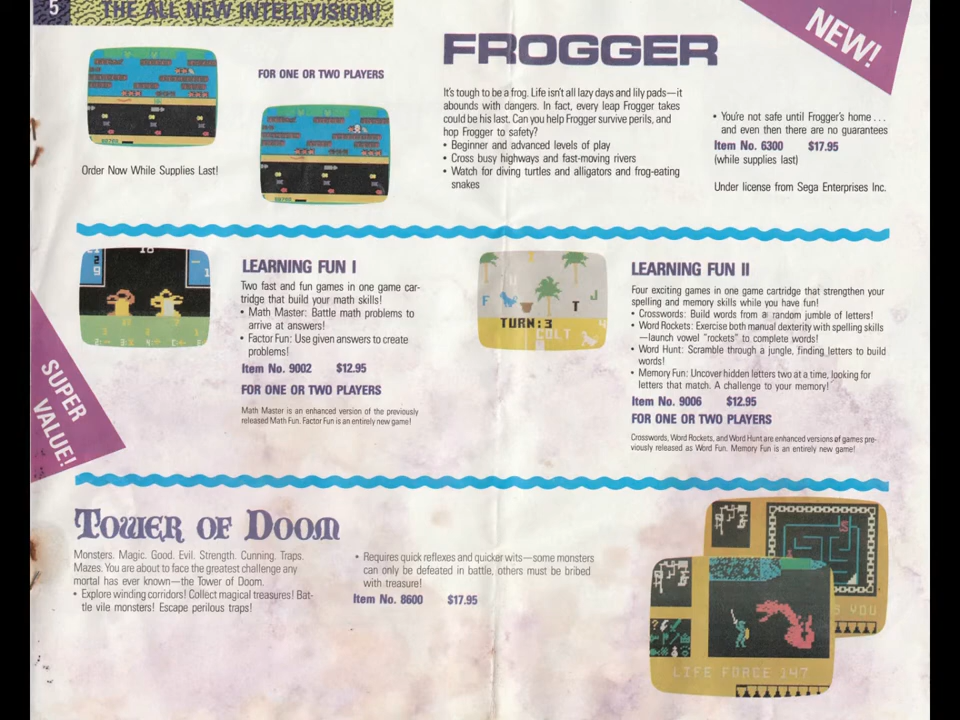 5
THE ALL NEW INTELLIVISION!
NEW!
FROGGER
FOR ONE OR TWO PLAYERS
Order Now While Supplies Last!
It's tough to be a frog. Life isn't all lazy days and lily pads—it
abounds with dangers. In fact, every leap Frogger takes
could be his last. Can you help Frogger survive perils, and
hop Frogger to safety?
• Beginner and advanced levels of play
• Cross busy highways and fast-moving rivers
• Watch for diving turtles and alligators and frog-eating
snakes
• You're not safe until Frogger's home . . .
and even then there are no guarantees
Item No. 6300 $17.95
(while supplies last)
Under license from Sega Enterprises Inc.
SUPER
VALUE!
LEARNING FUN I
Two fast and fun games in one game car-
tridge that build your math skills!
• Math Master: Battle math problems to
arrive at answers!
• Factor Fun: Use given answers to create
problems!
Item No. 9002 $12.95
FOR ONE OR TWO PLAYERS
Math Master is an enhanced version of the previously
released Math Fun. Factor Fun is an entirely new game!
F
J
T
TURN:3
4
COLT
LEARNING FUN II
Four exciting games in one game cartridge that strengthen your
spelling and memory skills while you have fun!
• Crosswords: Build words from a random jumble of letters!
• Word Rockets: Exercise both manual dexterity with spelling skills
—launch vowel "rockets" to complete words!
• Word Hunt: Scramble through a jungle, finding letters to build
words!
• Memory Fun: Uncover hidden letters two at a time, looking for
letters that match. A challenge to your memory!
Item No. 9006 $12.95
FOR ONE OR TWO PLAYERS
Crosswords, Word Rockets, and Word Hunt are enhanced versions of games pre-
viously released as Word Fun. Memory Fun is an entirely new game!
TOWER OF DOOM
Monsters. Magic. Good. Evil. Strength. Cunning. Traps.
Mazes. You are about to face the greatest challenge any
mortal has ever known—the Tower of Doom.
• Explore winding corridors! Collect magical treasures! Bat-
tle vile monsters! Escape perilous traps!
• Requires quick reflexes and quicker wits—some monsters
can only be defeated in battle, others must be bribed
with treasure!
Item No. 8600 $17.95
S YOU
LIFE FORCE 147